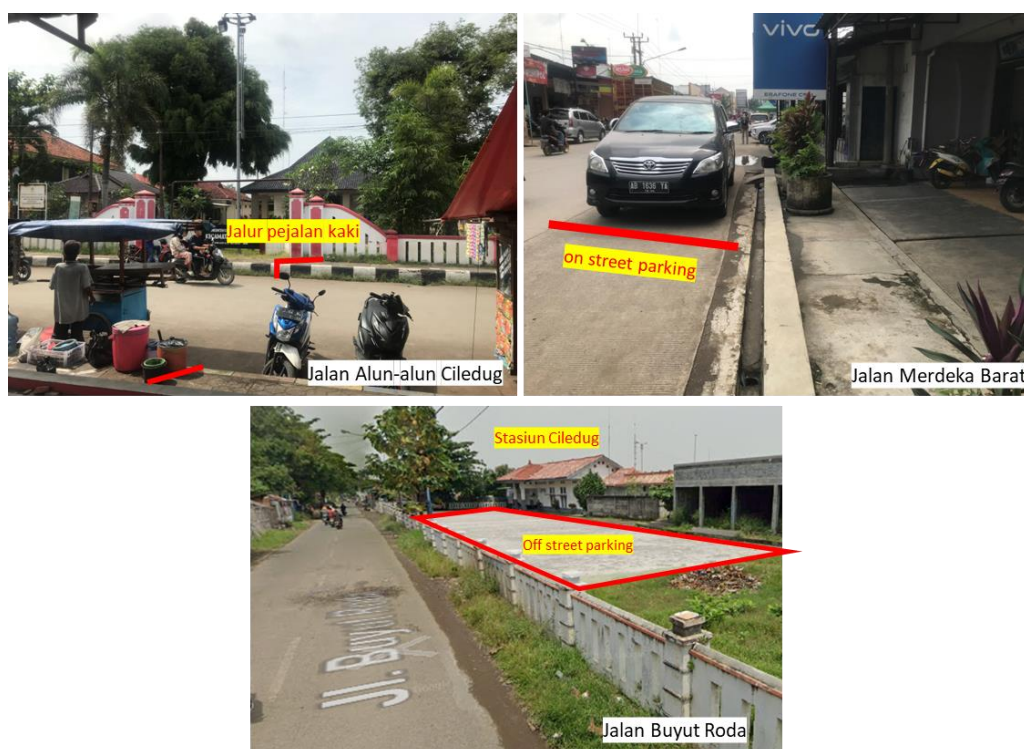 Jalur pejalan kaki
Jalan Alun-alun Ciledug
vivo
AD 1636 YA
on street parking
Jalan Merdeka Barat
Stasiun Ciledug
Off street parking
Jl. Buyut Roda
Jalan Buyut Roda